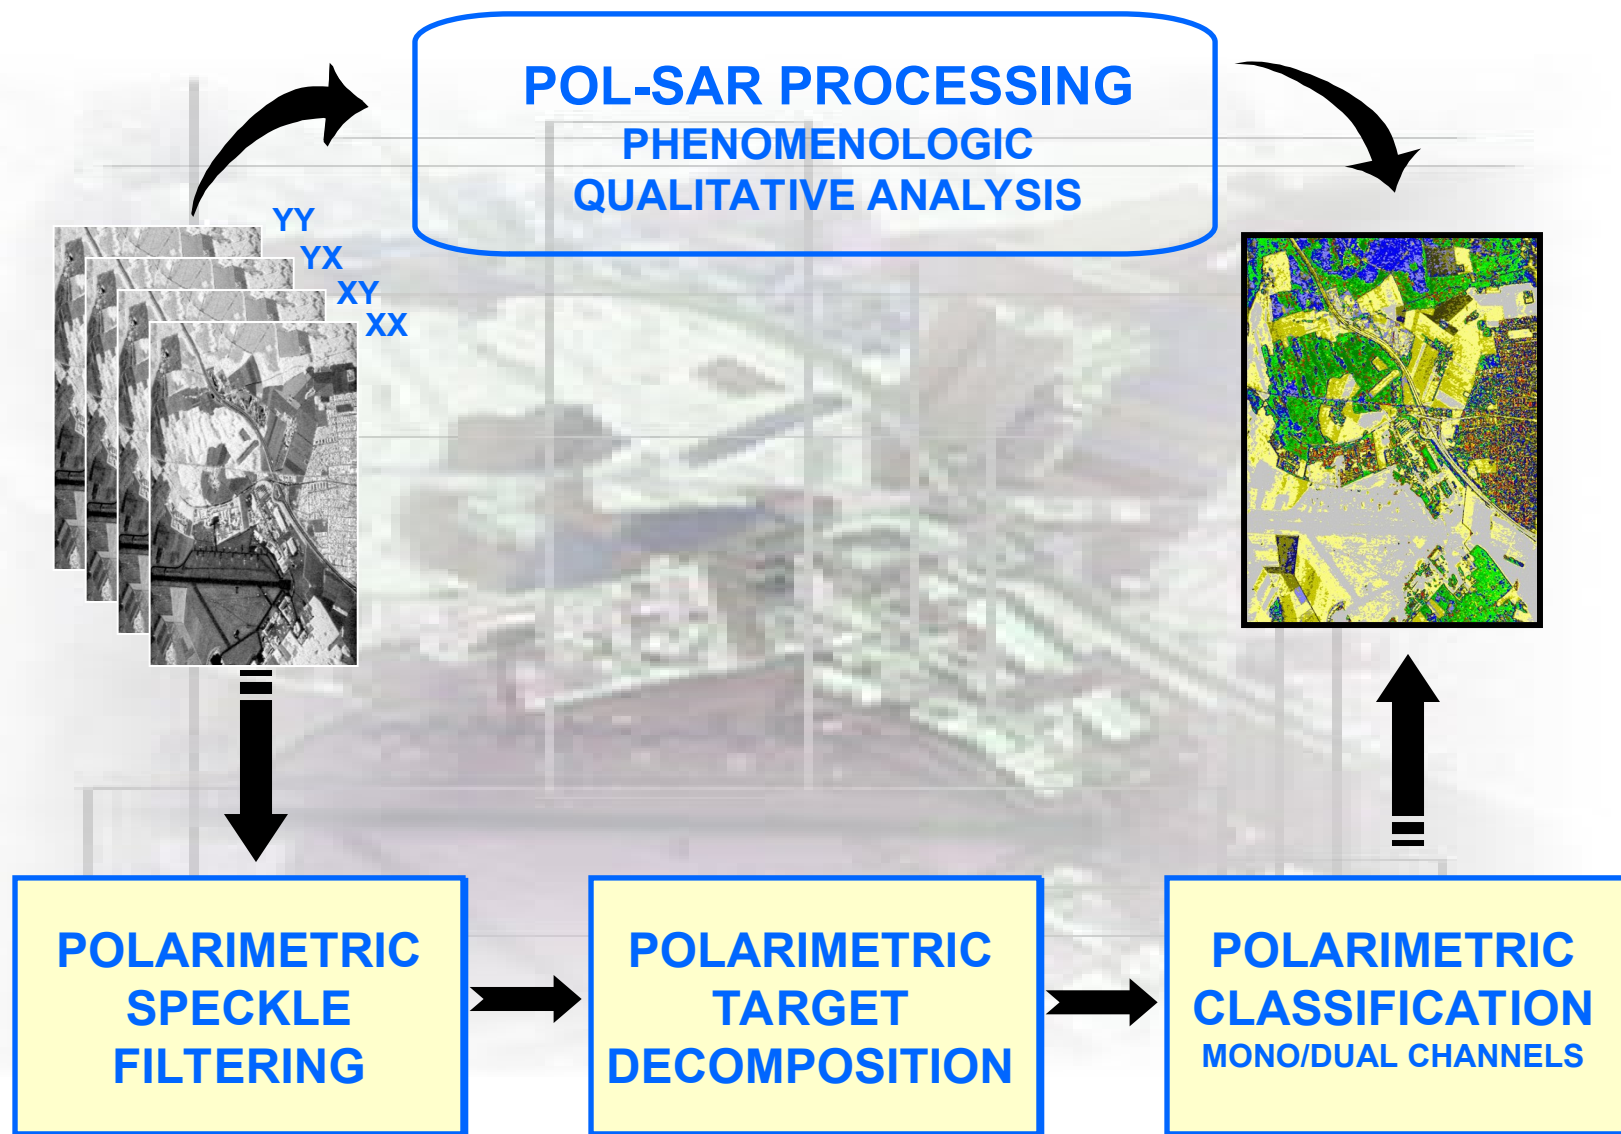 POL-SAR PROCESSING
PHENOMENOLOGIC
QUALITATIVE ANALYSIS
YY
YX
XY
XX
POLARIMETRIC
SPECKLE
FILTERING
POLARIMETRIC
TARGET
DECOMPOSITION
POLARIMETRIC
CLASSIFICATION
MONO/DUAL CHANNELS